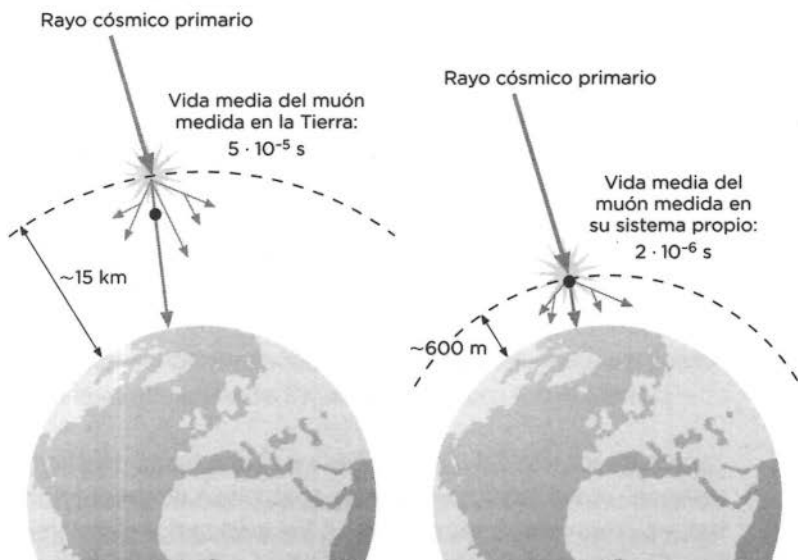 Rayo cósmico primario
Vida media del muón
medida en la Tierra:
5 · 10⁻⁵ s
~15 km
Rayo cósmico primario
Vida media del
muón medida en
su sistema propio:
2 · 10⁻⁶ s
~600 m